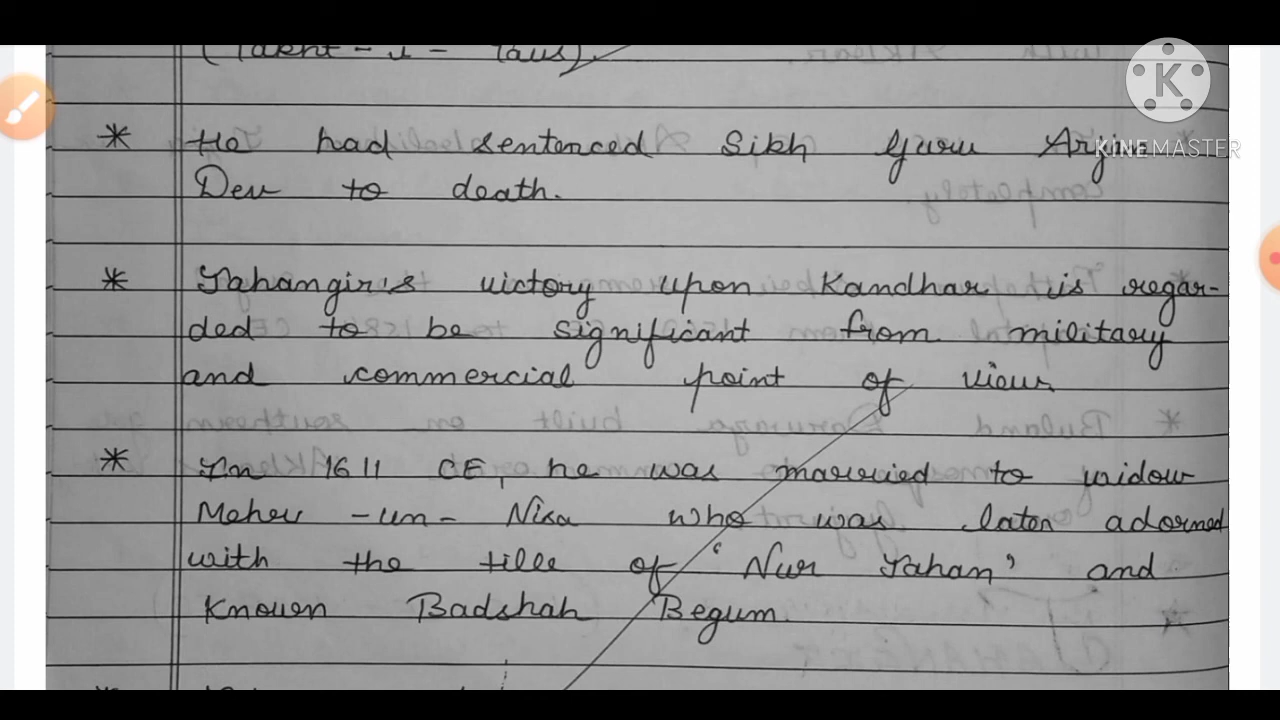 (Takht - I - Taus).
* He had sentenced Sikh Guru Arjun
Dev to death.
* Jahangir's victory upon Kandhar is regar-
ded to be significant from military
and commercial point of view.
* In 1611 CE, he was married to widow
Meher - un - Nisa who was later adorned
with the title of 'Nur Jahan' and
Known Badshah Begum.
K
KINEMASTER